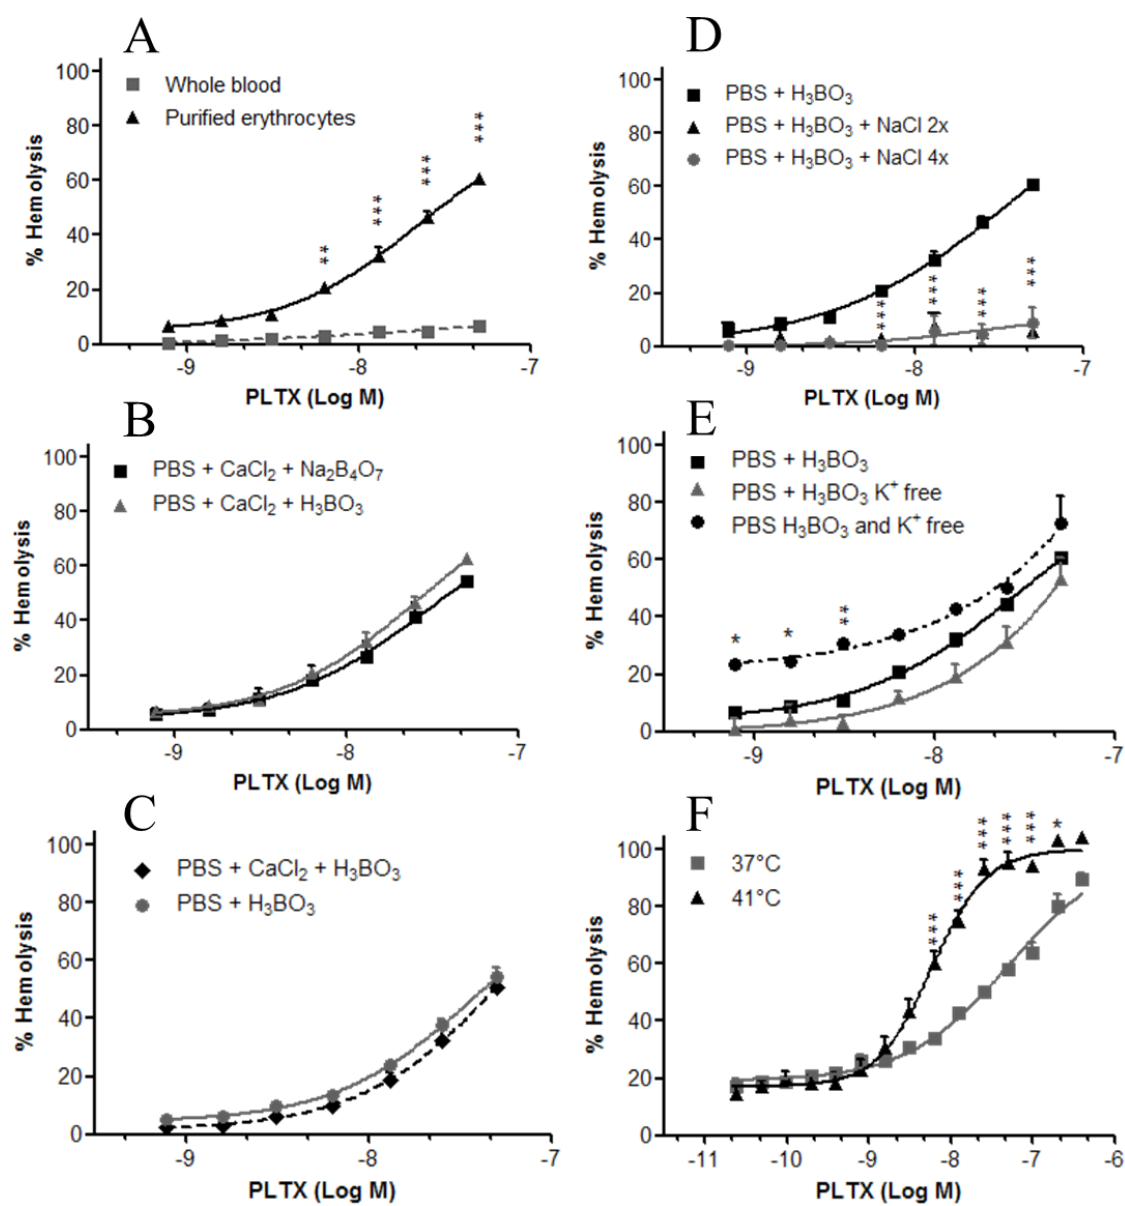 A
100
80
60
40
20
0
% Hemolysis
Whole blood
Purified erythrocytes
**
***
***
***
-9
-8
-7
PLTX (Log M)
B
100
80
60
40
20
0
% Hemolysis
PBS + CaCl₂ + Na₂B₄O₇
PBS + CaCl₂ + H₃BO₃
-9
-8
-7
PLTX (Log M)
C
100
80
60
40
20
0
% Hemolysis
PBS + CaCl₂ + H₃BO₃
PBS + H₃BO₃
-9
-8
-7
PLTX (Log M)
D
100
80
60
40
20
0
% Hemolysis
PBS + H₃BO₃
PBS + H₃BO₃ + NaCl 2x
PBS + H₃BO₃ + NaCl 4x
***
***
***
***
-9
-8
-7
PLTX (Log M)
E
100
80
60
40
20
0
% Hemolysis
PBS + H₃BO₃
PBS + H₃BO₃ K⁺ free
PBS H₃BO₃ and K⁺ free
*
*
**
-9
-8
-7
PLTX (Log M)
F
100
80
60
40
20
0
% Hemolysis
37°C
41°C
***
***
***
***
***
*
-11
-10
-9
-8
-7
-6
PLTX (Log M)